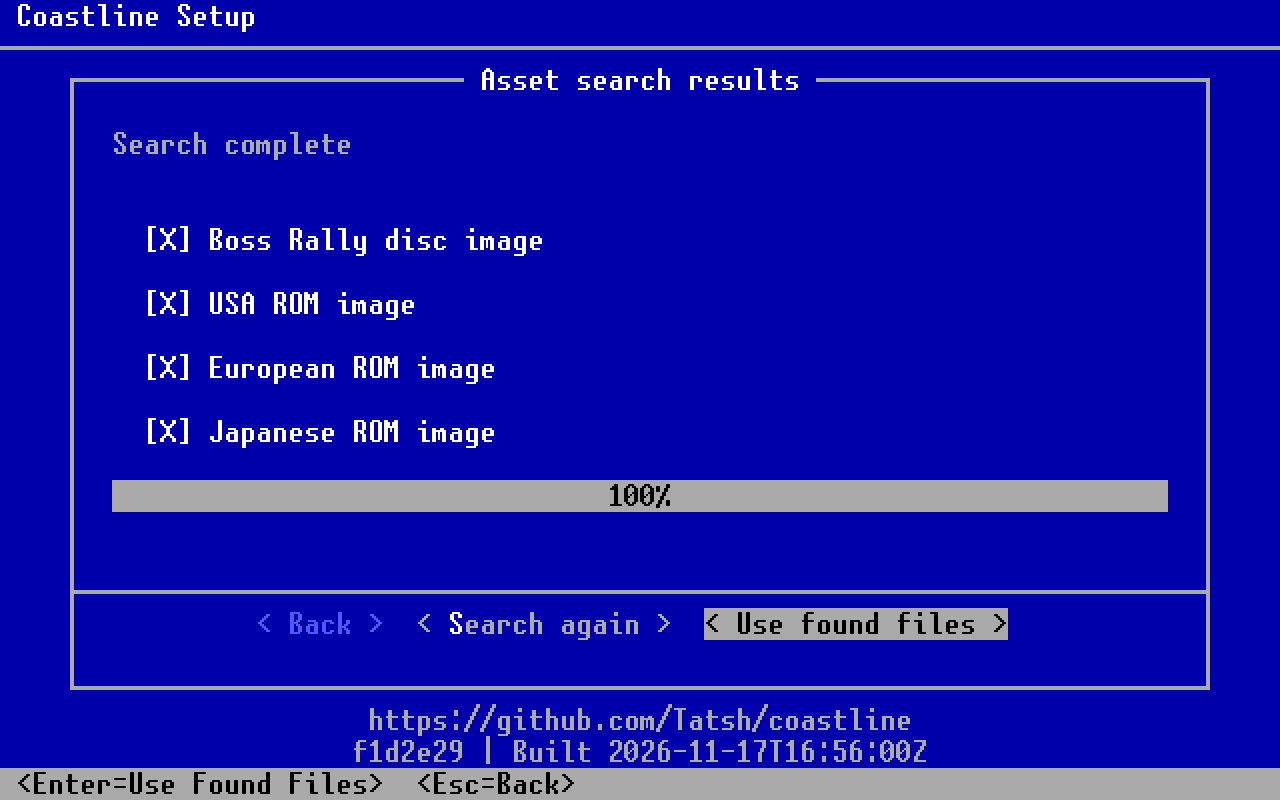 Coastline Setup
Asset search results
Search complete
[X] Boss Rally disc image
[X] USA ROM image
[X] European ROM image
[X] Japanese ROM image
100%
< Back > < Search again > < Use found files >
https://github.com/Tatsh/coastline
f1d2e29 | Built 2026-11-17T16:56:00Z
<Enter=Use Found Files> <Esc=Back>